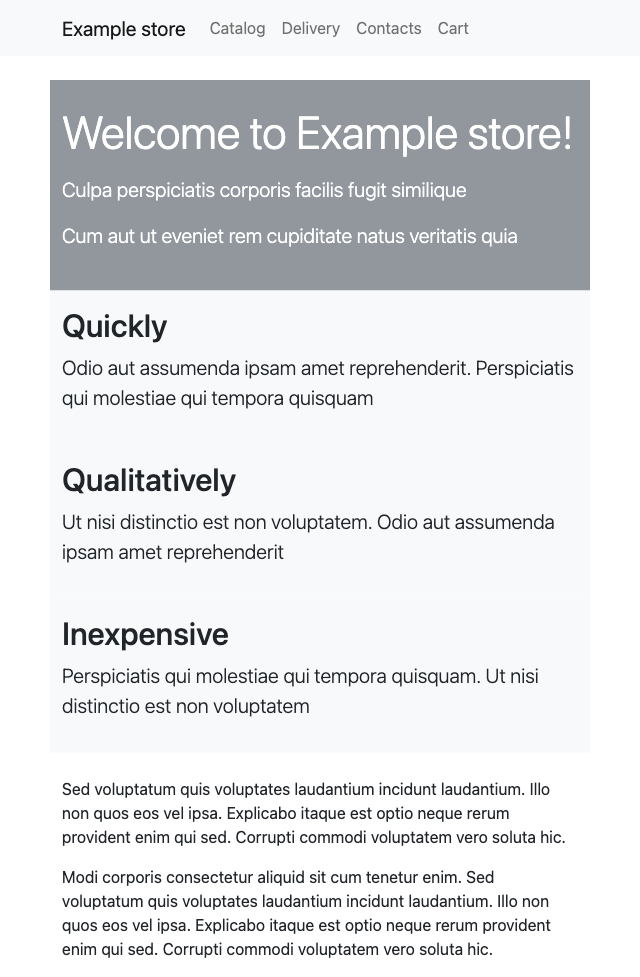 Example store Catalog Delivery Contacts Cart
Welcome to Example store!
Culpa perspiciatis corporis facilis fugit similique
Cum aut ut eveniet rem cupiditate natus veritatis quia
Quickly
Odio aut assumenda ipsam amet reprehenderit. Perspiciatis
qui molestiae qui tempora quisquam
Qualitatively
Ut nisi distinctio est non voluptatem. Odio aut assumenda
ipsam amet reprehenderit
Inexpensive
Perspiciatis qui molestiae qui tempora quisquam. Ut nisi
distinctio est non voluptatem
Sed voluptatum quis voluptates laudantium incidunt laudantium. Illo
non quos eos vel ipsa. Explicabo itaque est optio neque rerum
provident enim qui sed. Corrupti commodi voluptatem vero soluta hic.
Modi corporis consectetur aliquid sit cum tenetur enim. Sed
voluptatum quis voluptates laudantium incidunt laudantium. Illo non
quos eos vel ipsa. Explicabo itaque est optio neque rerum provident
enim qui sed. Corrupti commodi voluptatem vero soluta hic.